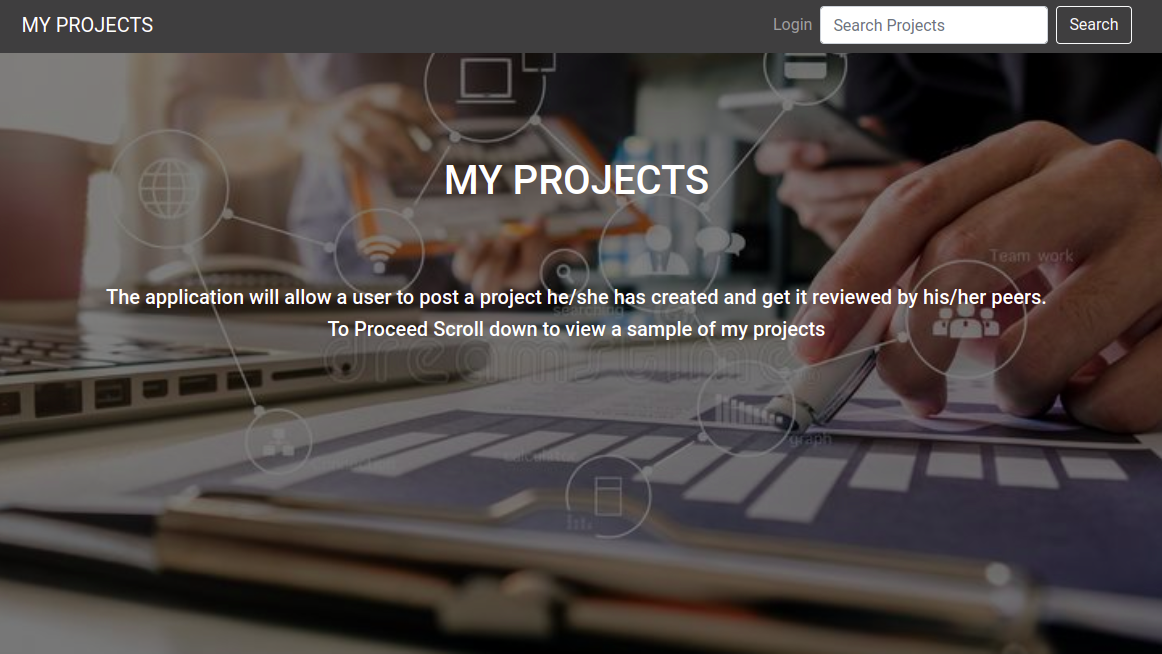 MY PROJECTS
Login
Search Projects
Search
MY PROJECTS
Team work
The application will allow a user to post a project he/she has created and get it reviewed by his/her peers.
searching
To Proceed Scroll down to view a sample of my projects
dreamstime
graph
calculator